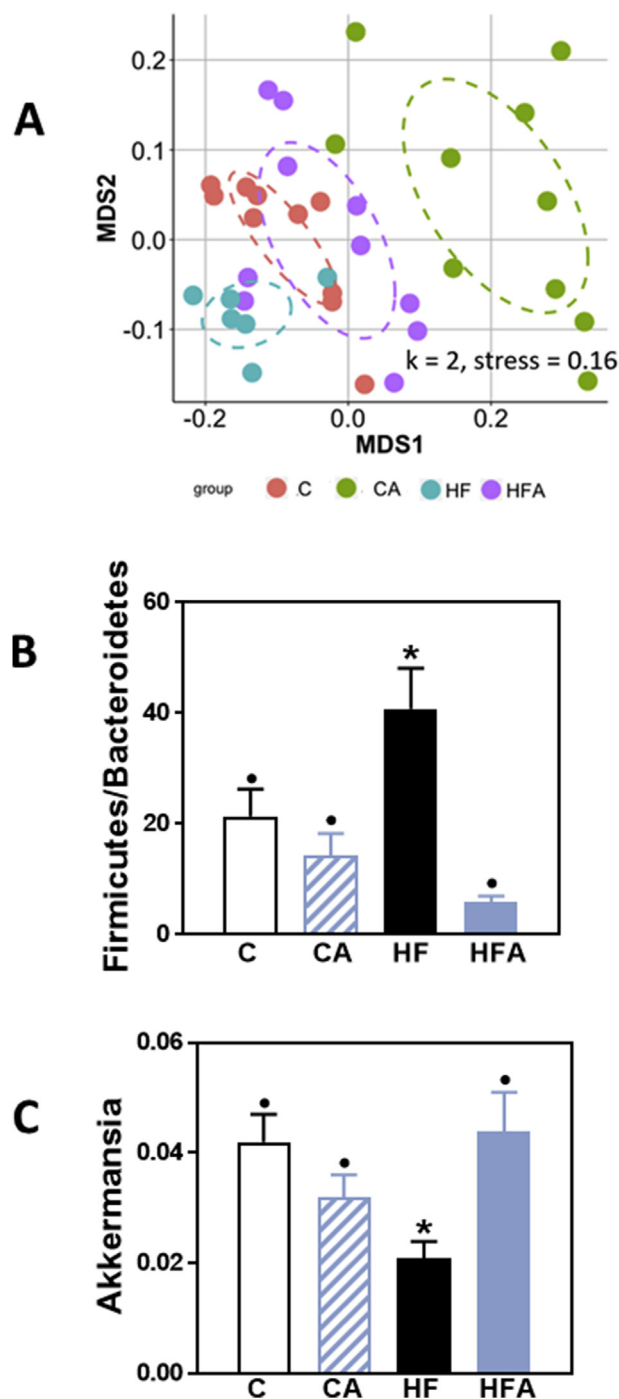 A
MDS2
0.2
0.1
0.0
-0.1
k = 2, stress = 0.16
-0.2
0.0
0.2
MDS1
group C CA HF HFA
B
Firmicutes/Bacteroidetes
60
40
20
0
*
C CA HF HFA
C
Akkermansia
0.06
0.04
0.02
0.00
*
C CA HF HFA